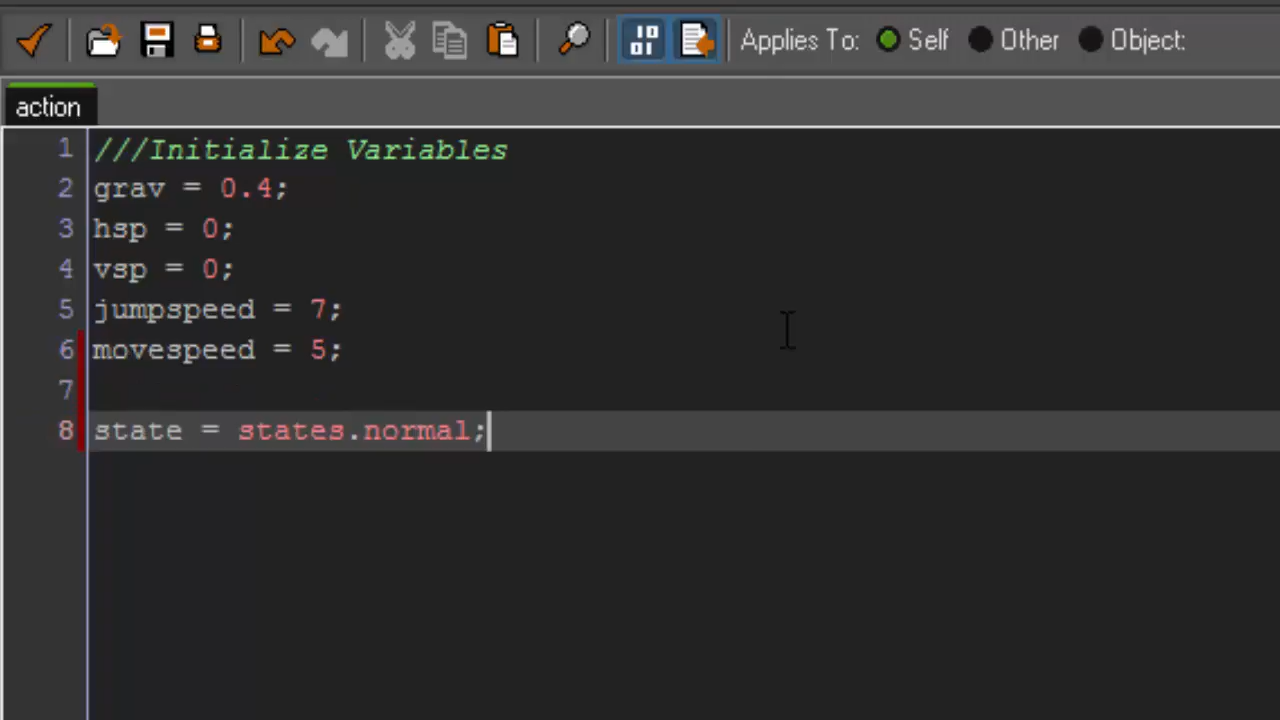 Applies To: Self Other Object:
action
1 ///Initialize Variables
2 grav = 0.4;
3 hsp = 0;
4 vsp = 0;
5 jumpspeed = 7;
6 movespeed = 5;
7
8 state = states.normal;